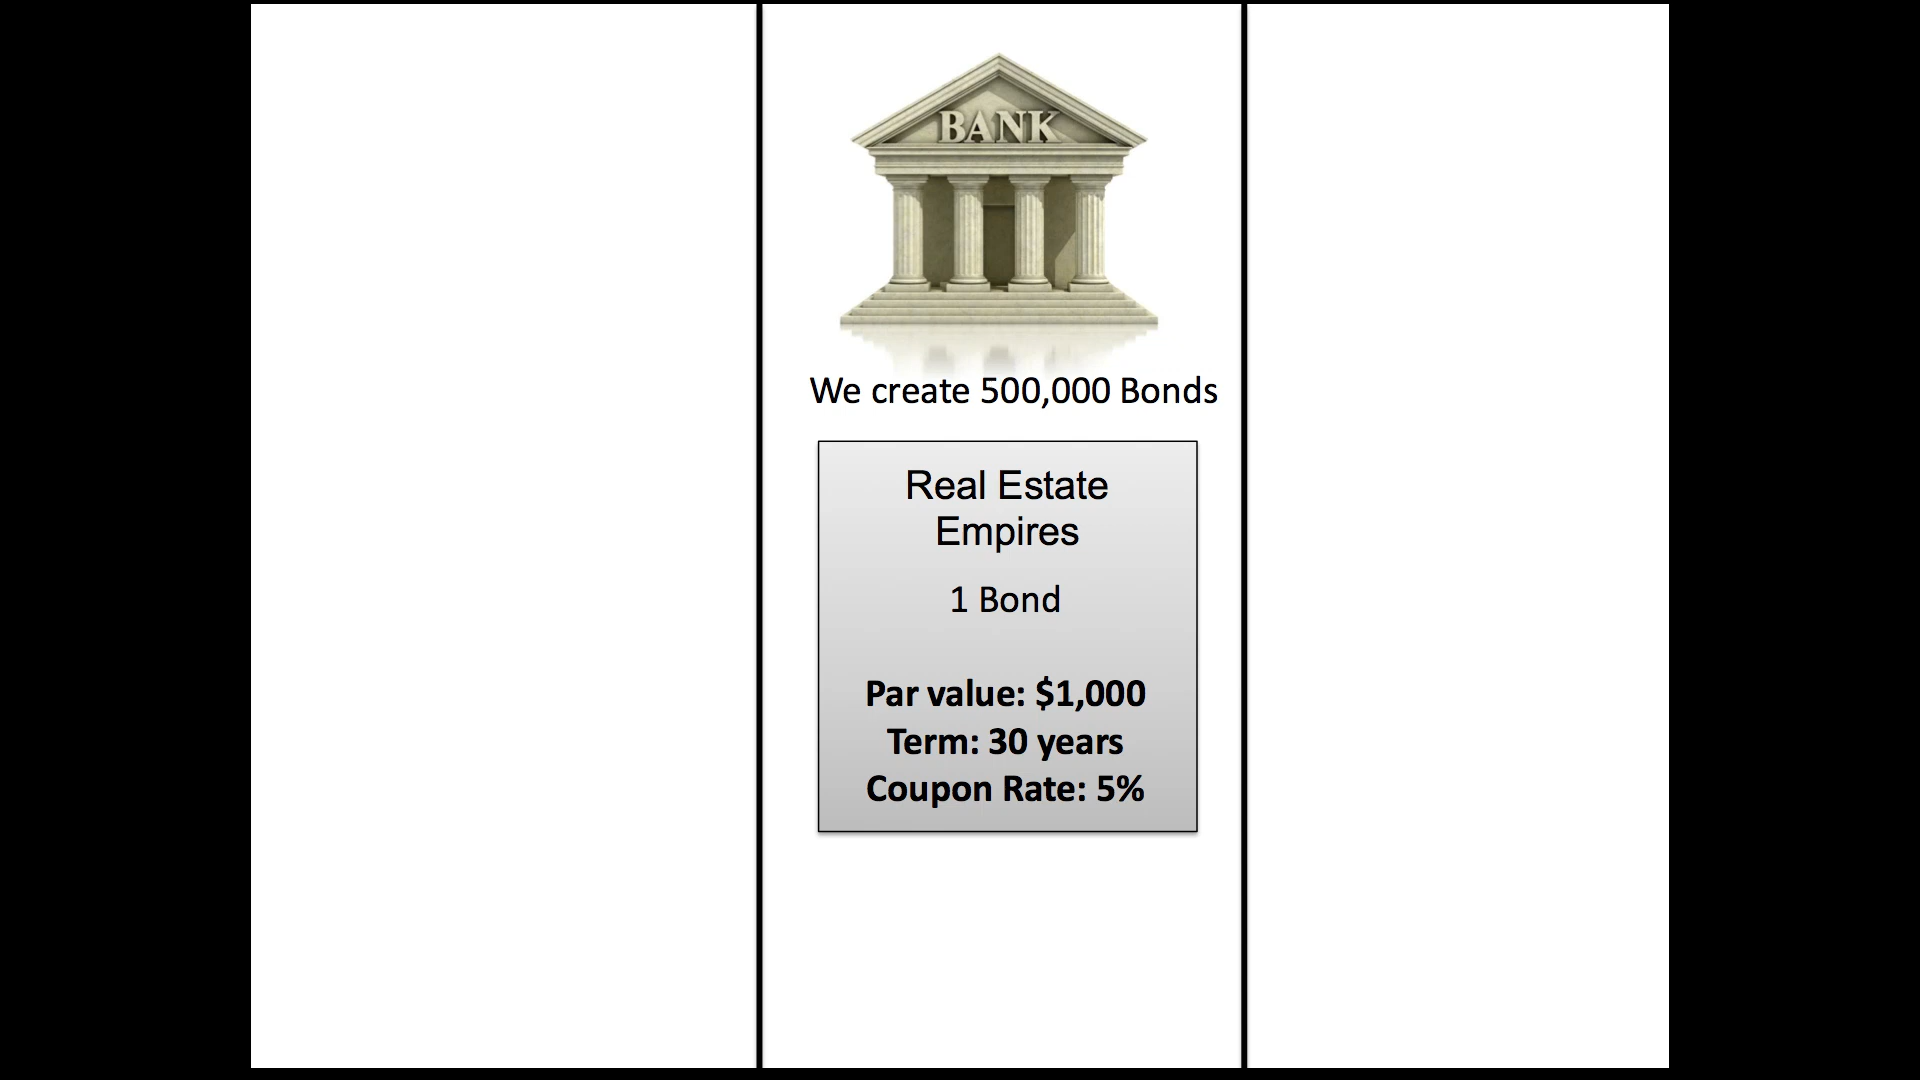 BANK
We create 500,000 Bonds
Real Estate
Empires
1 Bond
Par value: $1,000
Term: 30 years
Coupon Rate: 5%